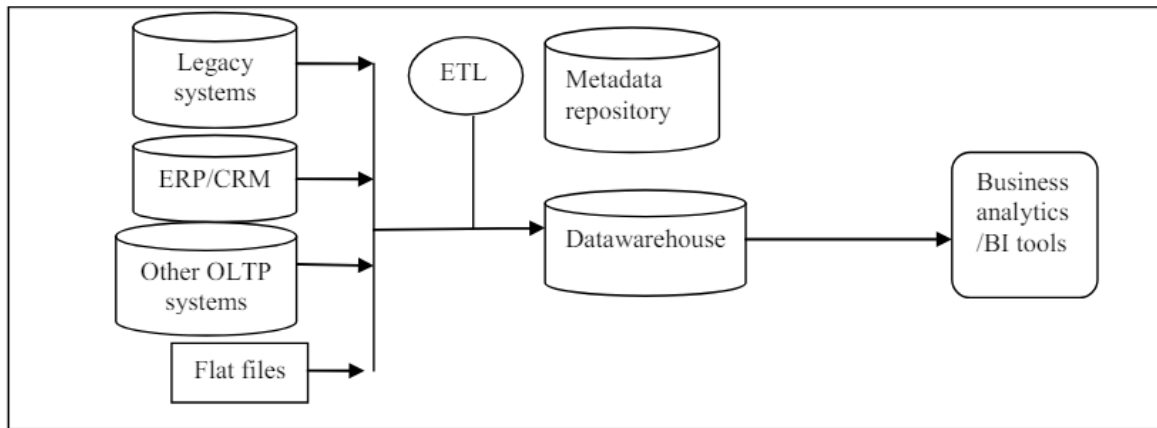 Legacy
systems
ERP/CRM
Other OLTP
systems
Flat files
ETL
Metadata
repository
Datawarehouse
Business
analytics
/BI tools